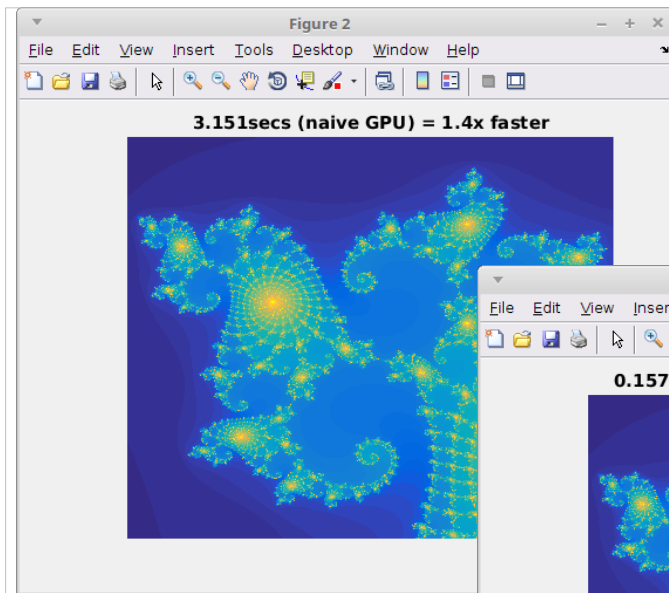 Figure 2
File Edit View Insert Tools Desktop Window Help
3.151secs (naive GPU) = 1.4x faster
File Edit View
0.157